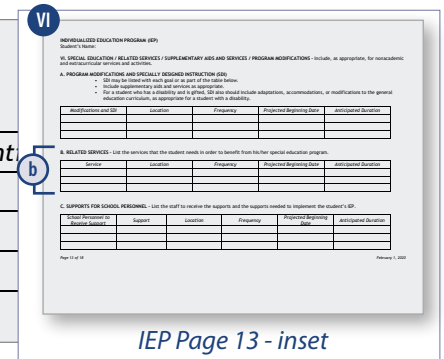 VI
INDIVIDUALIZED EDUCATION PROGRAM (IEP)
Student's Name:
VI. SPECIAL EDUCATION / RELATED SERVICES / SUPPLEMENTARY AIDS AND SERVICES / PROGRAM MODIFICATIONS - Include, as appropriate, for nonacademic
and extracurricular services and activities.
A. PROGRAM MODIFICATIONS AND SPECIALLY DESIGNED INSTRUCTION (SDI)
• SDI may be listed with each goal or as part of the table below.
• Include supplementary aids and services as appropriate.
• For a student who has a disability and is gifted, SDI also should include adaptations, accommodations, or modifications to the general
education curriculum, as appropriate for a student with a disability.
Modifications and SDI Location Frequency Projected Beginning Date Anticipated Duration
b
B. RELATED SERVICES - List the services that the student needs in order to benefit from his/her special education program.
Service Location Frequency Projected Beginning Date Anticipated Duration
C. SUPPORTS FOR SCHOOL PERSONNEL - List the staff to receive the supports and the supports needed to implement the student's IEP.
School Personnel to Receive Support Support Location Frequency Projected Beginning Date Anticipated Duration
Page 13 of 18 February 1, 2020
IEP Page 13 - inset